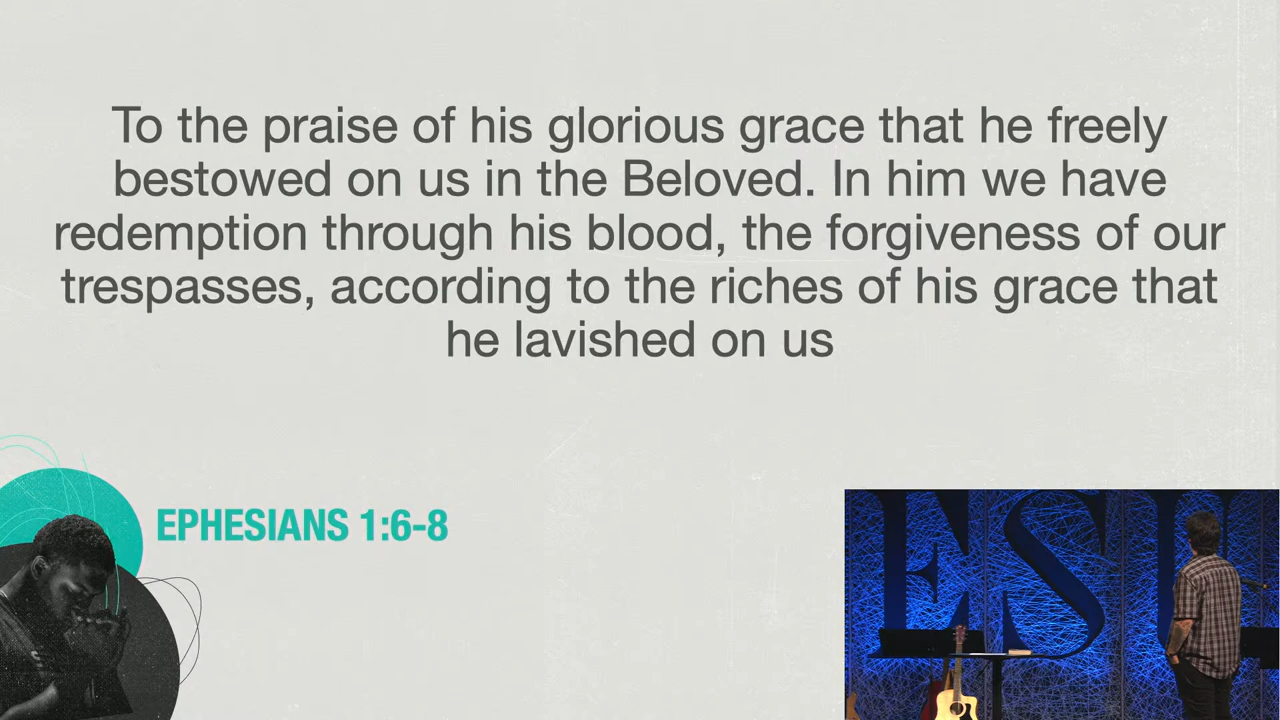 To the praise of his glorious grace that he freely
bestowed on us in the Beloved. In him we have
redemption through his blood, the forgiveness of our
trespasses, according to the riches of his grace that
he lavished on us
EPHESIANS 1:6-8
ES